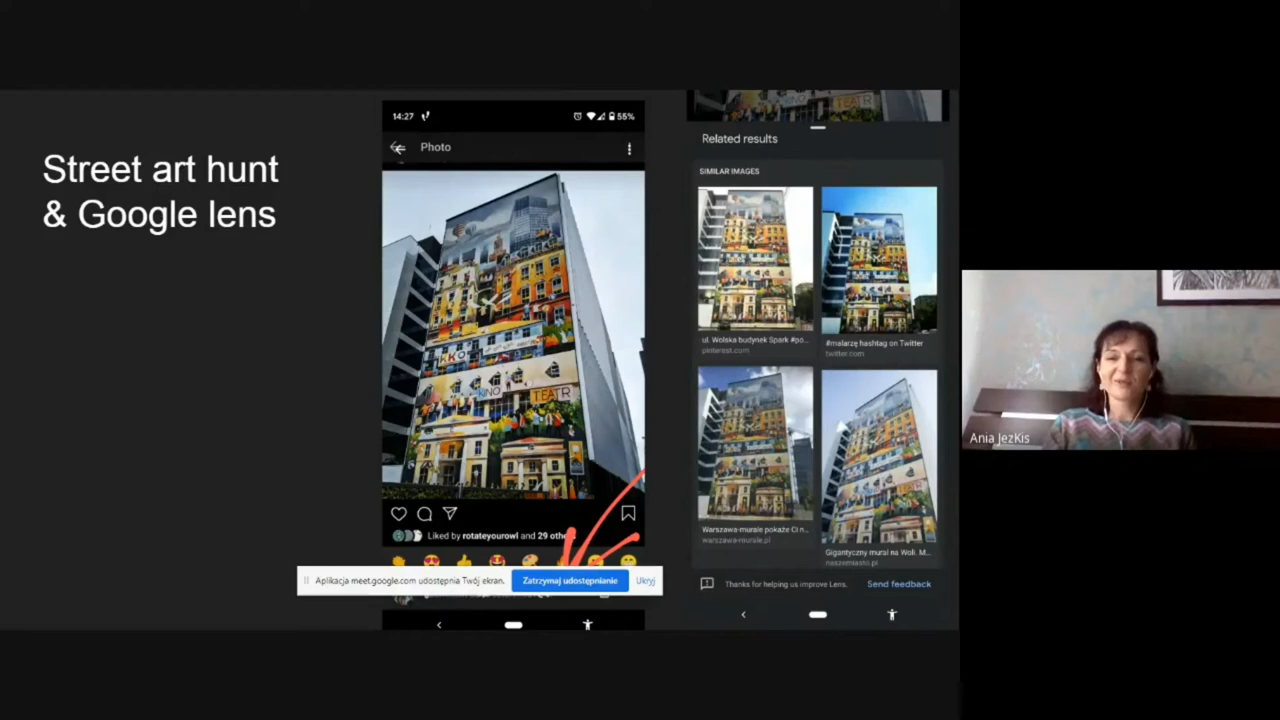 Street art hunt
& Google lens
14:27
55%
Photo
KINO
TEATR
Liked by rotateyourowl and 29 othe
Aplikacja meet.google.com udostępnia Twój ekran.
Zatrzymaj udostępnianie
Ukryj
KINO
TEATR
Related results
SIMILAR IMAGES
ul. Wolska budynek Spark #po...
pinterest.com
#malarzę hashtag on Twitter
twitter.com
Warszawa-murale pokaże Ci n...
warszawa-murale.pl
Gigantyczny mural na Woli. M...
naszemiasto.pl
Thanks for helping us improve Lens.
Send feedback
Ania JezKis